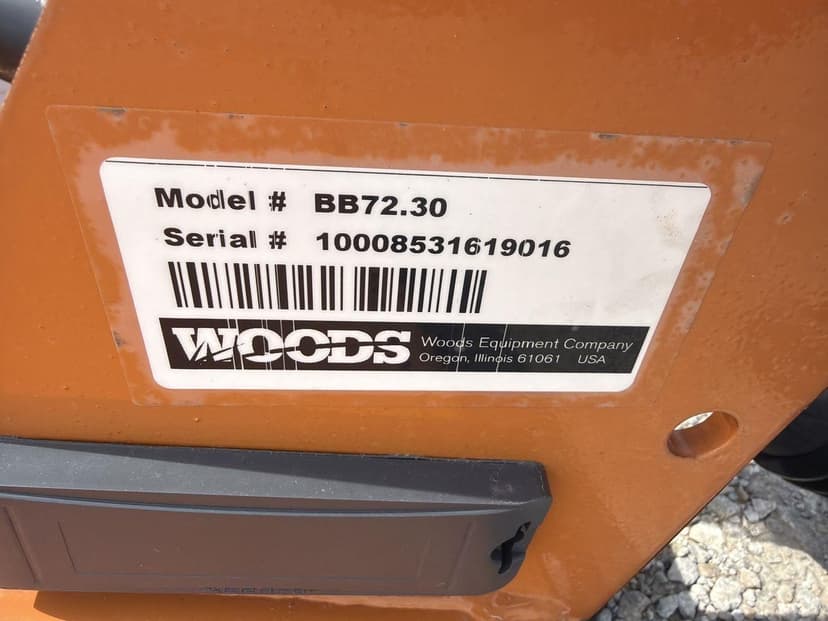 Model # BB72.30
Serial # 10008531619016
WOODS
Woods Equipment Company
Oregon, Illinois 61061 USA